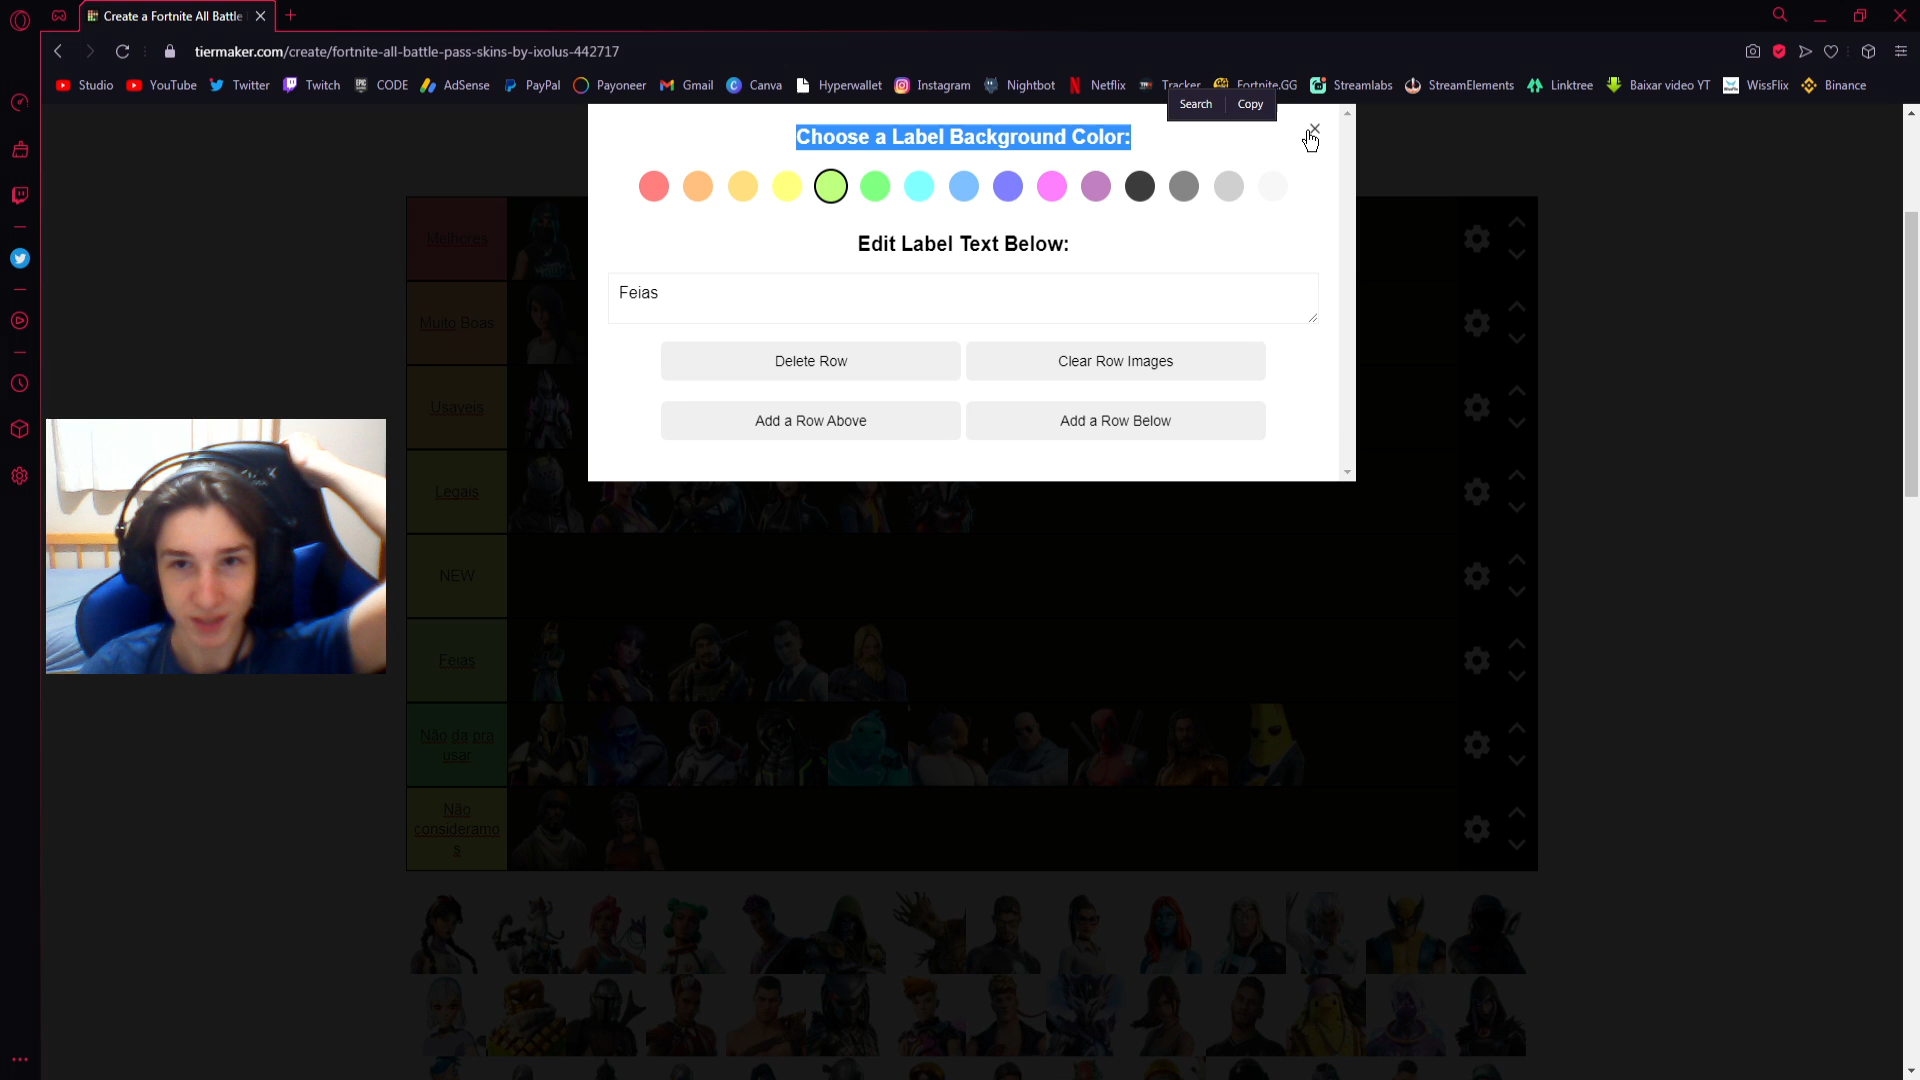 Create a Fortnite All Battle
tiermaker.com/create/fortnite-all-battle-pass-skins-by-ixolus-442717
Studio YouTube Twitter Twitch CODE AdSense PayPal Payoneer Gmail Canva Hyperwallet Instagram Nightbot Netflix Tracker Fortnite.GG Streamlabs StreamElements Linktree Baixar video YT WissFlix Binance
Search Copy
Choose a Label Background Color:
Edit Label Text Below:
Feias
Delete Row Clear Row Images
Add a Row Above Add a Row Below
Melhores
Muito Boas
Usaveis
Legais
NEW
Feias
Não da pra
usar
Não
consideramo
s